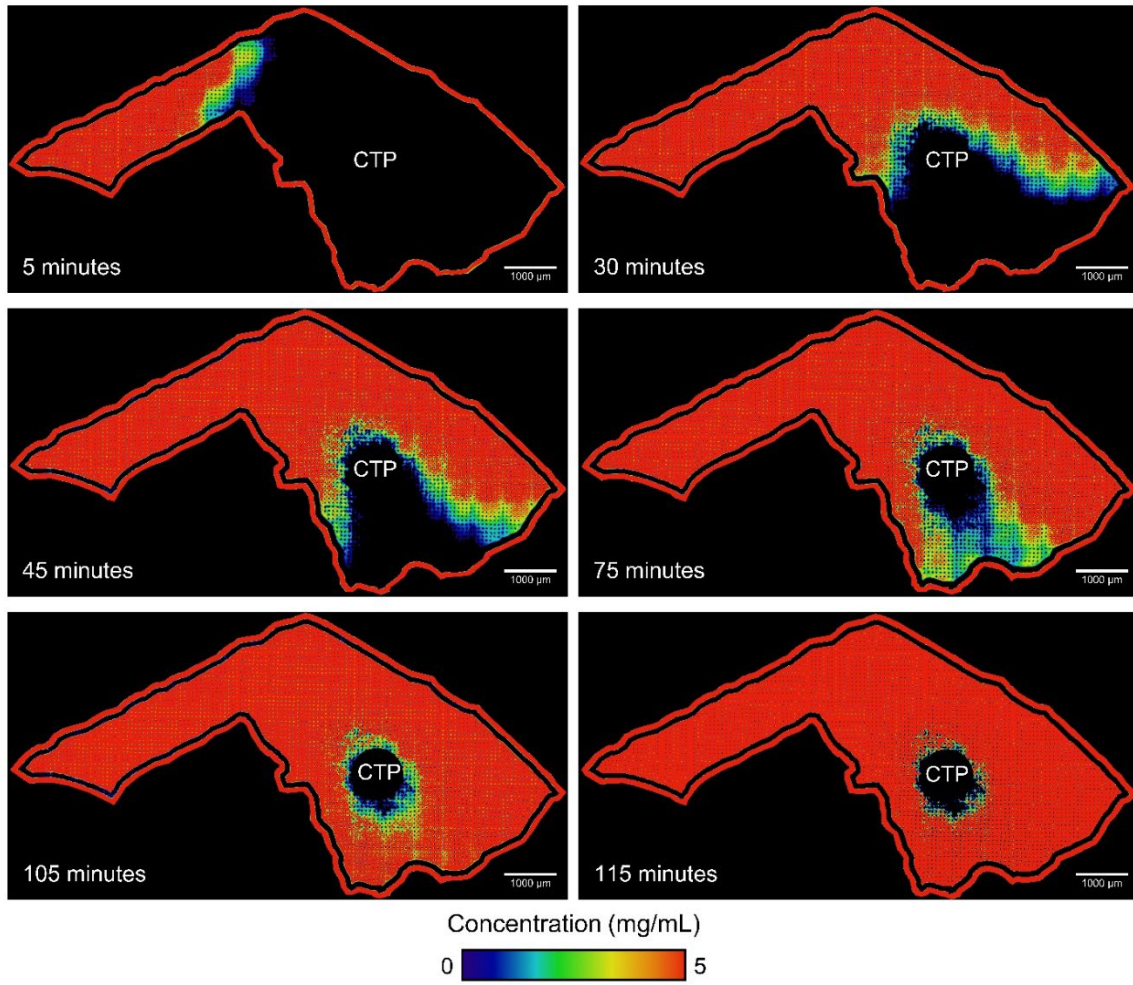 CTP
5 minutes
1000 µm
CTP
30 minutes
1000 µm
CTP
45 minutes
1000 µm
CTP
75 minutes
1000 µm
CTP
105 minutes
1000 µm
CTP
115 minutes
1000 µm
Concentration (mg/mL)
0
5